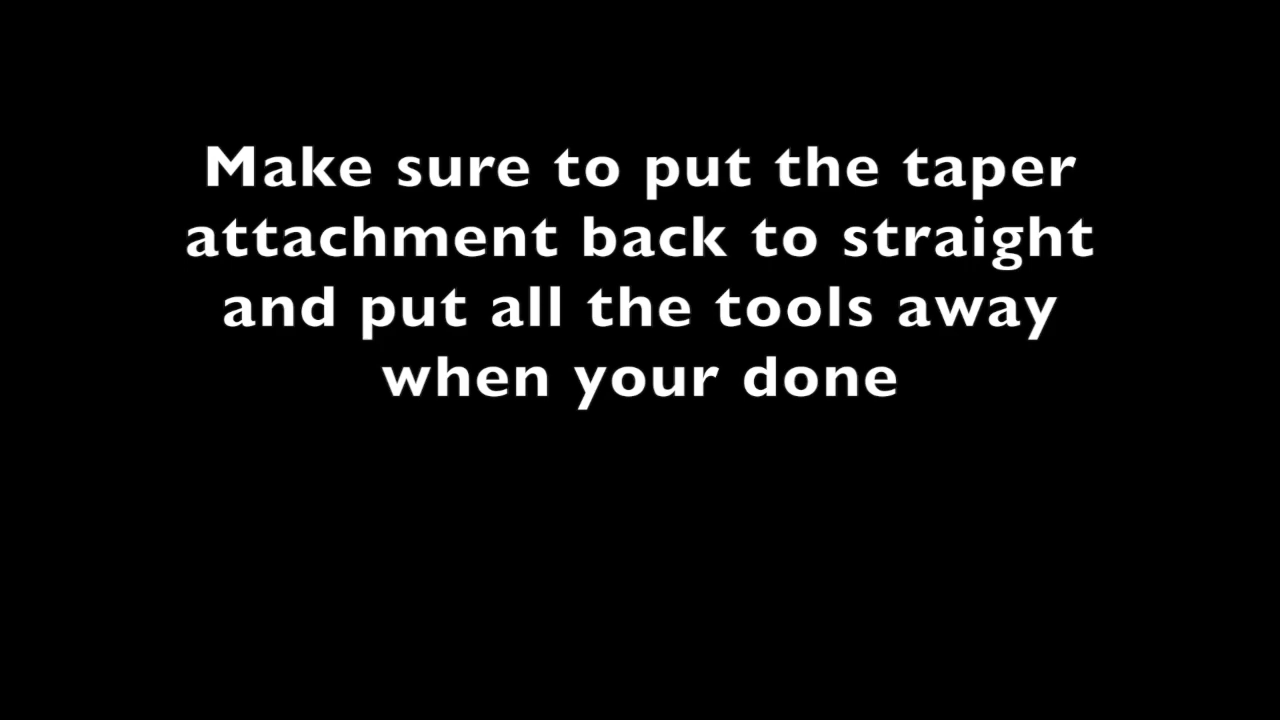 Make sure to put the taper
attachment back to straight
and put all the tools away
when your done